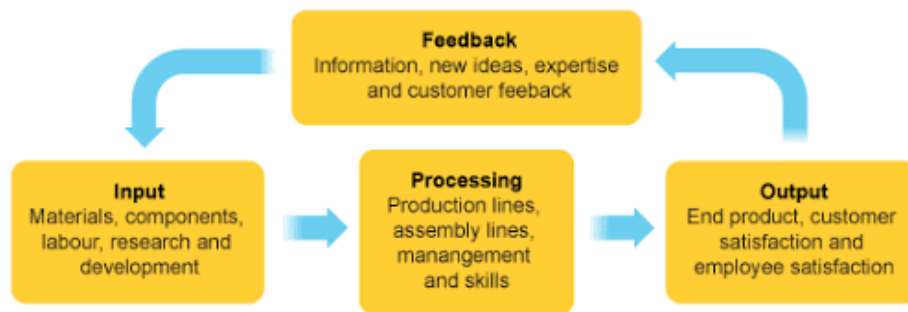 Feedback
Information, new ideas, expertise
and customer feeback
Input
Materials, components,
labour, research and
development
Processing
Production lines,
assembly lines,
manangement
and skills
Output
End product, customer
satisfaction and
employee satisfaction